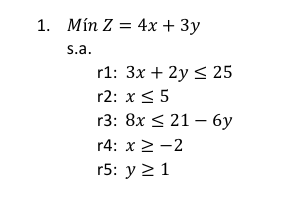 1. Mín Z = 4x + 3y
s.a.
r1: 3x + 2y ≤ 25
r2: x ≤ 5
r3: 8x ≤ 21 − 6y
r4: x ≥ −2
r5: y ≥ 1